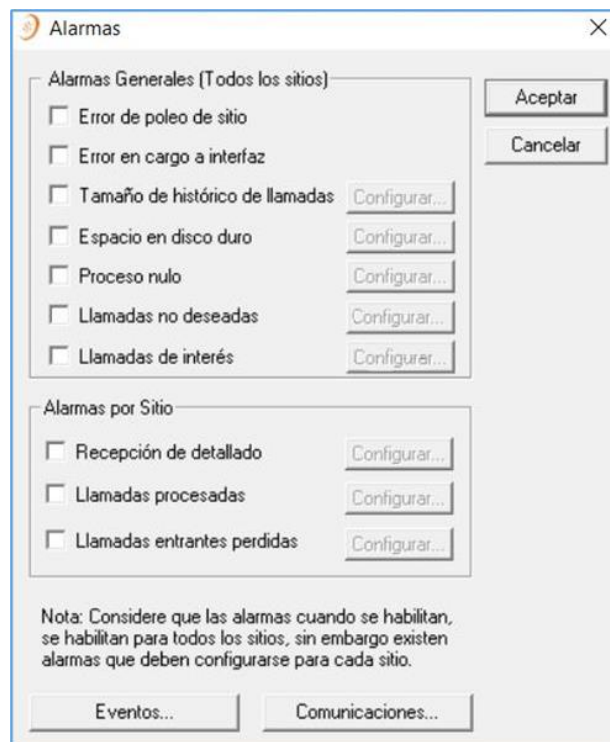 Alarmas
Alarmas Generales (Todos los sitios)
Error de poleo de sitio
Error en cargo a interfaz
Tamaño de histórico de llamadas Configurar...
Espacio en disco duro Configurar...
Proceso nulo Configurar...
Llamadas no deseadas Configurar...
Llamadas de interés Configurar...
Aceptar
Cancelar
Alarmas por Sitio
Recepción de detallado Configurar...
Llamadas procesadas Configurar...
Llamadas entrantes perdidas Configurar...
Nota: Considere que las alarmas cuando se habilitan,
se habilitan para todos los sitios, sin embargo existen
alarmas que deben configurarse para cada sitio.
Eventos... Comunicaciones...